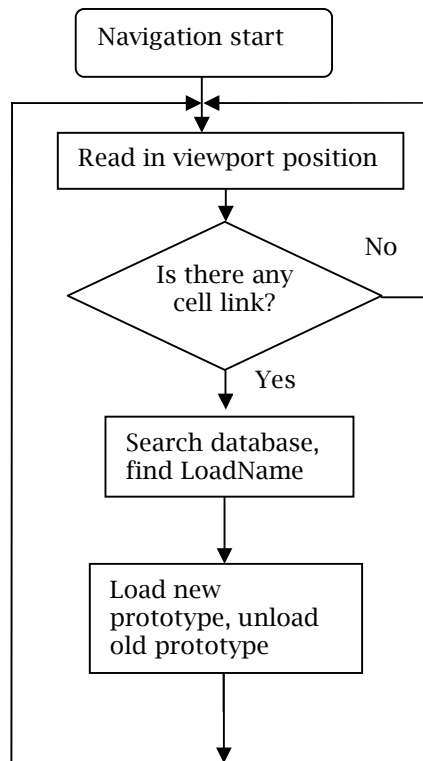 Navigation start
Read in viewport position
Is there any
cell link?
No
Yes
Search database,
find LoadName
Load new
prototype, unload
old prototype